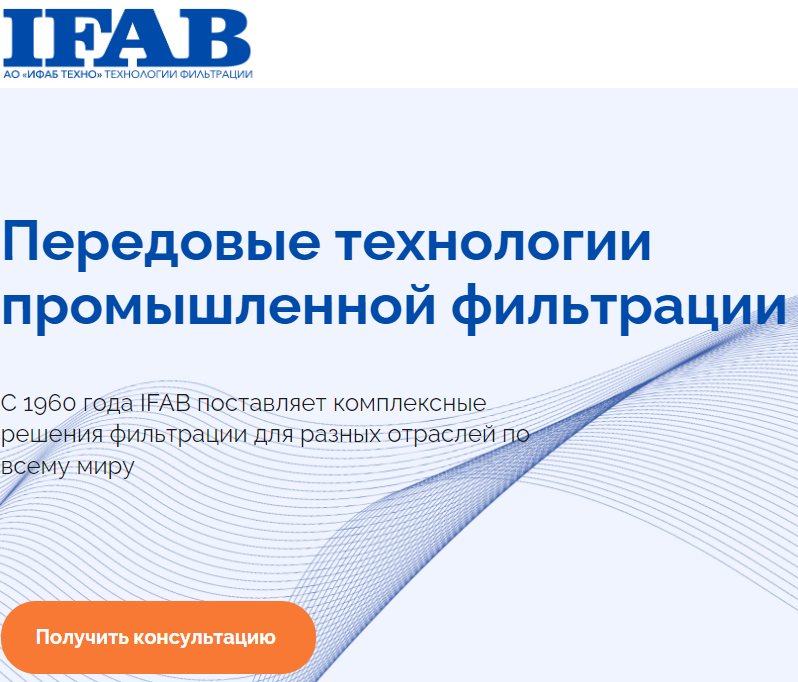 IFAB
АО «ИФАБ ТЕХНО» ТЕХНОЛОГИИ ФИЛЬТРАЦИИ
Передовые технологии
промышленной фильтрации
С 1960 года IFAB поставляет комплексные
решения фильтрации для разных отраслей по
всему миру
Получить консультацию